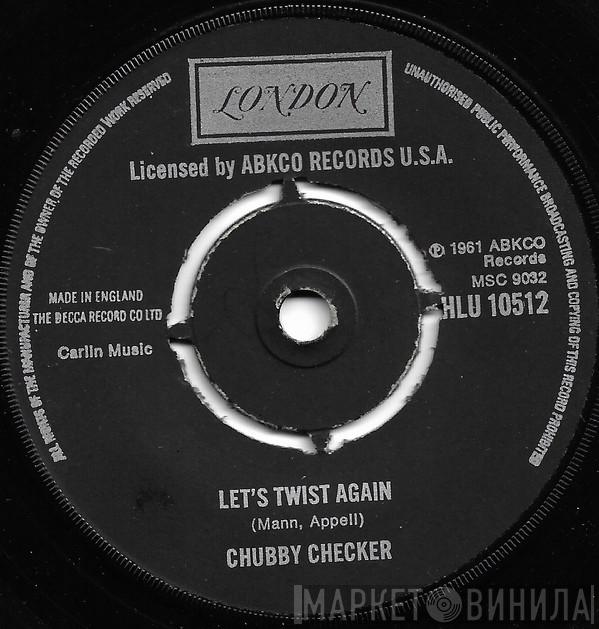 LONDON
Licensed by ABKCO RECORDS U.S.A.
ALL RIGHTS OF THE MANUFACTURER AND OF THE OWNER OF THE RECORDED WORK RESERVED
UNAUTHORISED PUBLIC PERFORMANCE BROADCASTING AND COPYING OF THIS RECORD PROHIBITED
℗ 1961 ABKCO
Records
MSC 9032
HLU 10512
MADE IN ENGLAND
THE DECCA RECORD CO LTD
Carlin Music
LET'S TWIST AGAIN
(Mann, Appell)
CHUBBY CHECKER
МАРКЕТ ВИНИЛА